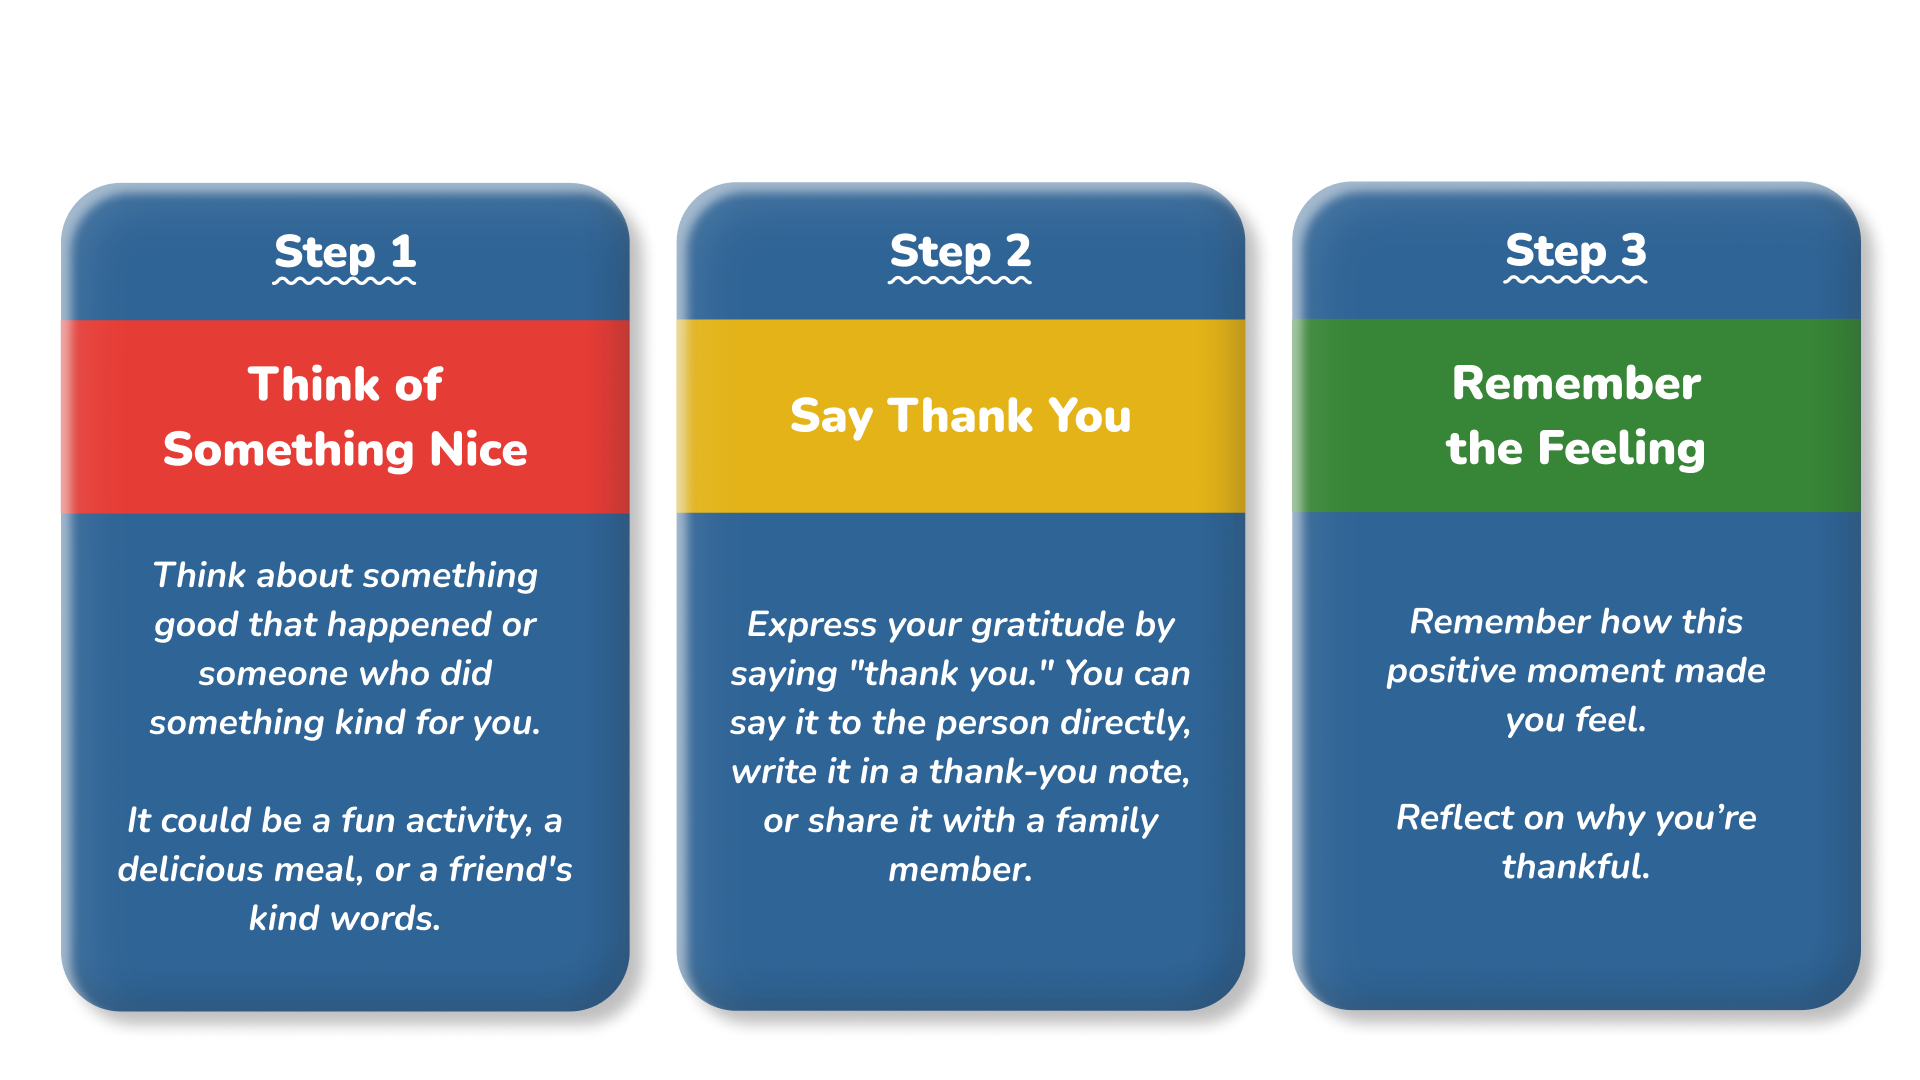 Step 1
Think of
Something Nice
Think about something
good that happened or
someone who did
something kind for you.
It could be a fun activity, a
delicious meal, or a friend's
kind words.
Step 2
Say Thank You
Express your gratitude by
saying "thank you." You can
say it to the person directly,
write it in a thank-you note,
or share it with a family
member.
Step 3
Remember
the Feeling
Remember how this
positive moment made
you feel.
Reflect on why you’re
thankful.